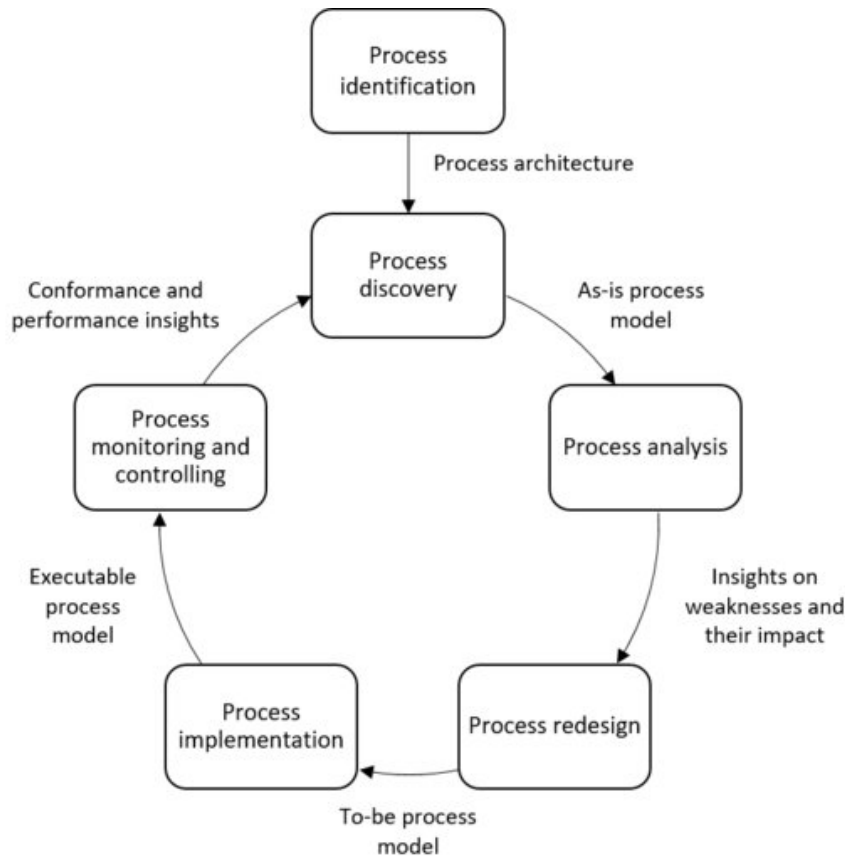 Process
identification
Process architecture
Process
discovery
As-is process
model
Process analysis
Insights on
weaknesses and
their impact
Process redesign
To-be process
model
Process
implementation
Executable
process
model
Process
monitoring and
controlling
Conformance and
performance insights